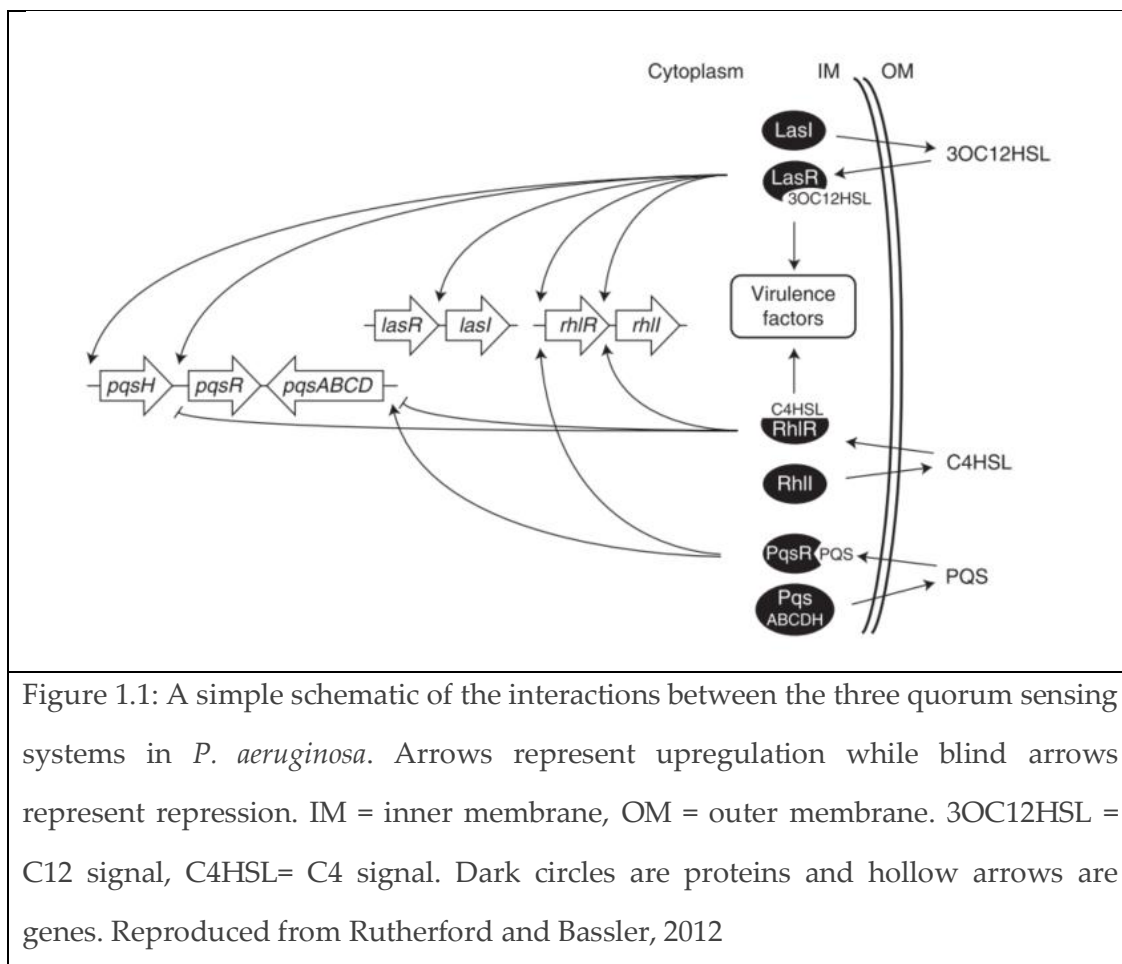 Cytoplasm IM OM
LasI
3OC12HSL
LasR
3OC12HSL
Virulence
factors
lasR lasI rhlR rhlI
pqsH pqsR pqsABCD
C4HSL
RhlR
C4HSL
RhlI
PqsR PQS
PQS
Pqs
ABCDH
Figure 1.1: A simple schematic of the interactions between the three quorum sensing
systems in P. aeruginosa. Arrows represent upregulation while blind arrows
represent repression. IM = inner membrane, OM = outer membrane. 3OC12HSL =
C12 signal, C4HSL= C4 signal. Dark circles are proteins and hollow arrows are
genes. Reproduced from Rutherford and Bassler, 2012